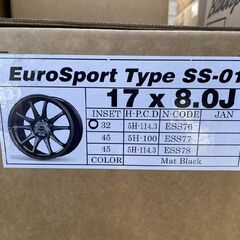 EuroSport Type SS-01
17 x 8.0J
INSET H-P.C.D N-CODE JAN
○ 32 5H-114.3 ESS76
45 5H-100 ESS77
45 5H-114.3 ESS78
COLOR Mat Black